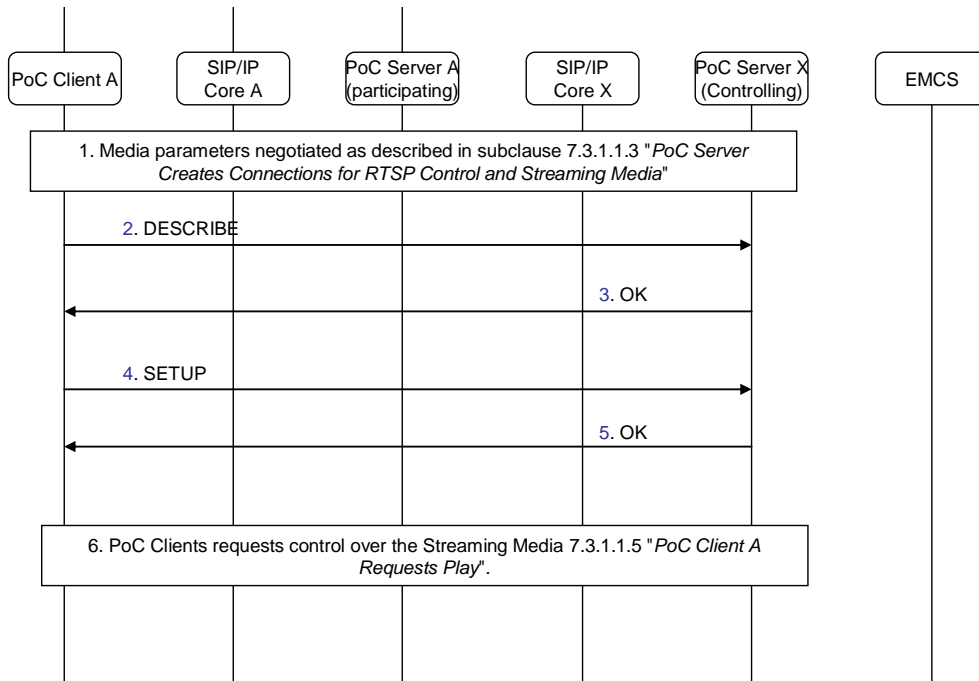 PoC Client A
SIP/IP
Core A
PoC Server A
(participating)
SIP/IP
Core X
PoC Server X
(Controlling)
EMCS
1. Media parameters negotiated as described in subclause 7.3.1.1.3 "PoC Server
Creates Connections for RTSP Control and Streaming Media"
2. DESCRIBE
3. OK
4. SETUP
5. OK
6. PoC Clients requests control over the Streaming Media 7.3.1.1.5 "PoC Client A
Requests Play".